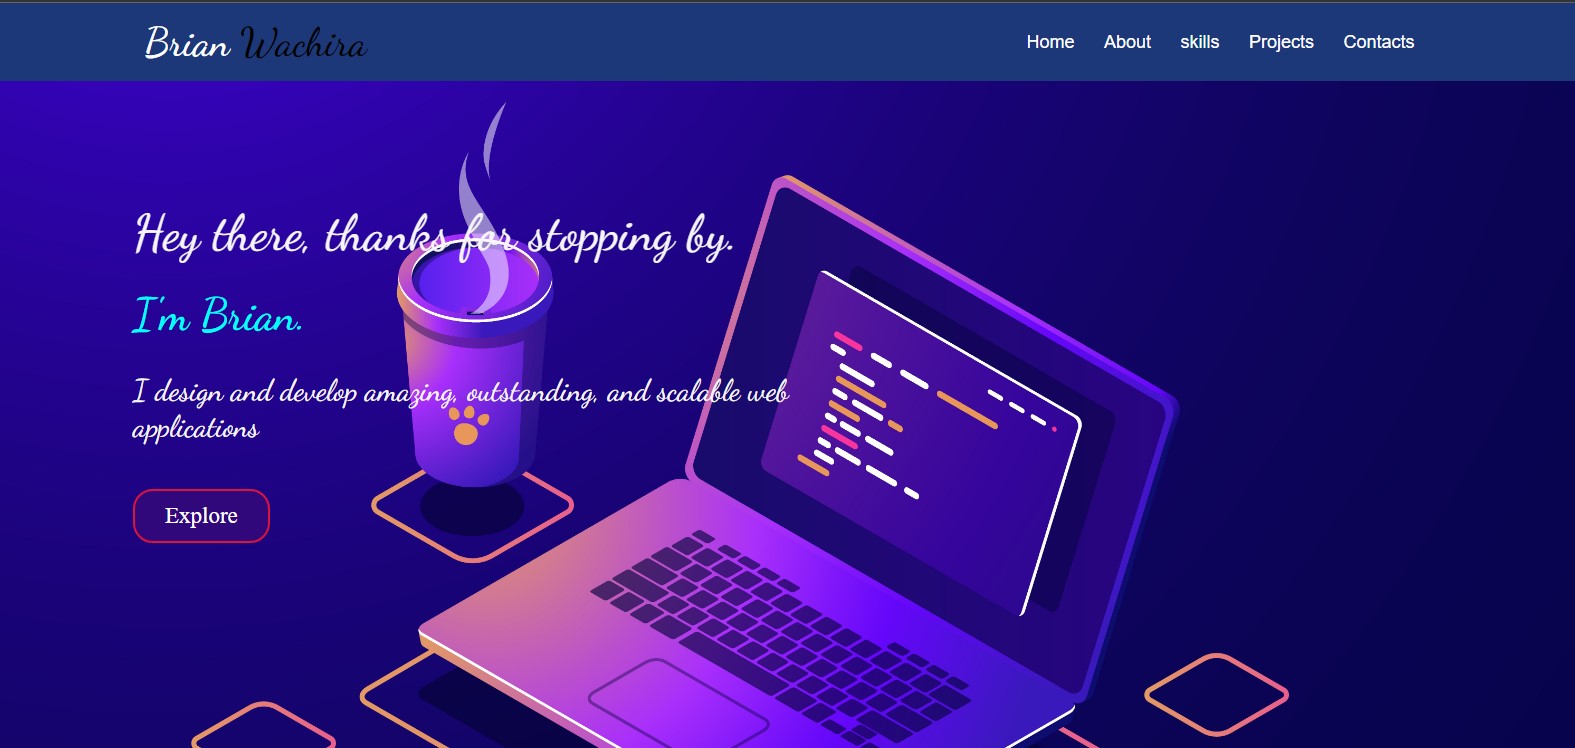 Brian Wachira
Home About skills Projects Contacts
Hey there, thanks for stopping by.
I'm Brian.
I design and develop amazing, outstanding, and scalable web
applications
Explore